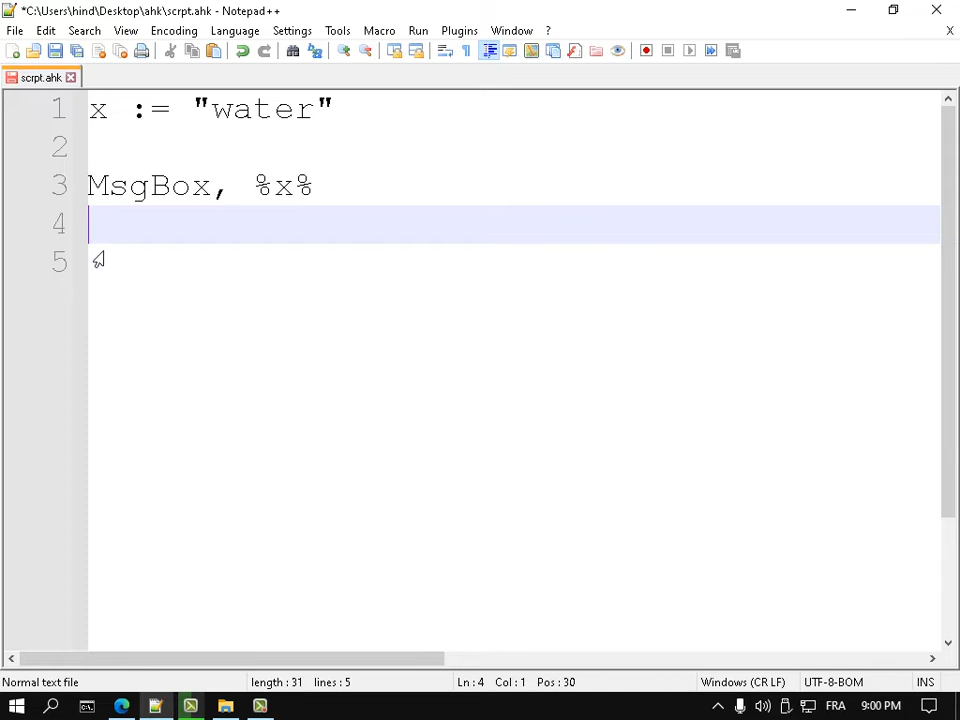 *C:\Users\hind\Desktop\ahk\scrpt.ahk - Notepad++
File Edit Search View Encoding Language Settings Tools Macro Run Plugins Window ? X
scrpt.ahk
1 x := "water"
2
3 MsgBox, %x%
4
5
Normal text file length : 31 lines : 5 Ln : 4 Col : 1 Pos : 30 Windows (CR LF) UTF-8-BOM INS
FRA 9:00 PM